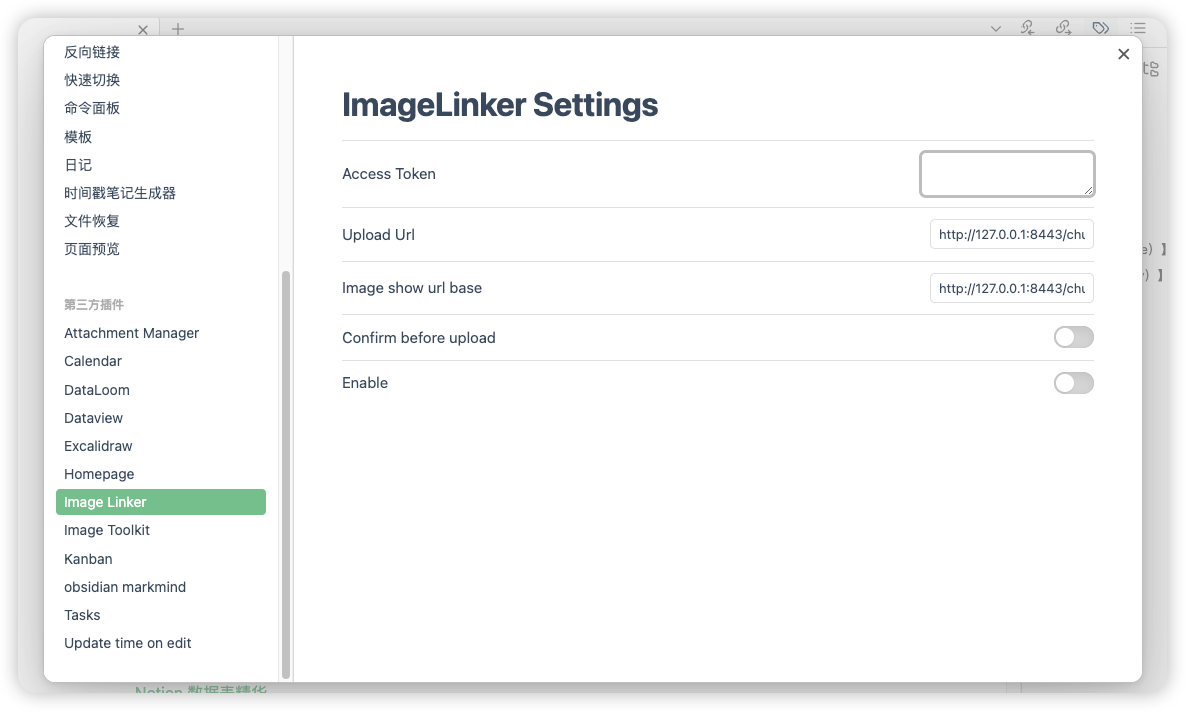 反向链接
快速切换
命令面板
模板
日记
时间戳笔记生成器
文件恢复
页面预览
第三方插件
Attachment Manager
Calendar
DataLoom
Dataview
Excalidraw
Homepage
Image Linker
Image Toolkit
Kanban
obsidian markmind
Tasks
Update time on edit
ImageLinker Settings
Access Token
Upload Url
http://127.0.0.1:8443/chu
Image show url base
http://127.0.0.1:8443/chu
Confirm before upload
Enable
e) 】
) 】
Notion 数据表精华